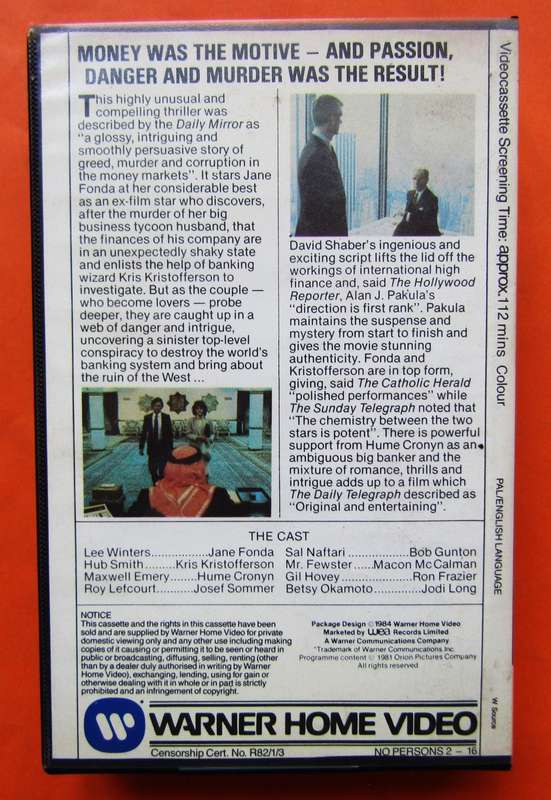 MONEY WAS THE MOTIVE – AND PASSION,
DANGER AND MURDER WAS THE RESULT!
This highly unusual and
compelling thriller was
described by the Daily Mirror as
"a glossy, intriguing and
smoothly persuasive story of
greed, murder and corruption in
the money markets". It stars Jane
Fonda at her considerable best
as an ex-film star who discovers,
after the murder of her big
business tycoon husband, that
the finances of his company are
in an unexpectedly shaky state
and enlists the help of banking
wizard Kris Kristofferson to
investigate. But as the couple —
who become lovers — probe
deeper, they are caught up in a
web of danger and intrigue,
uncovering a sinister top-level
conspiracy to destroy the world's
banking system and bring about
the ruin of the West ...
David Shaber's ingenious and
exciting script lifts the lid off the
workings of international high
finance and, said The Hollywood
Reporter, Alan J. Pakula's
"direction is first rank". Pakula
maintains the suspense and
mystery from start to finish and
gives the movie stunning
authenticity. Fonda and
Kristofferson are in top form,
giving, said The Catholic Herald
"polished performances" while
The Sunday Telegraph noted that
"The chemistry between the two
stars is potent". There is powerful
support from Hume Cronyn as an
ambiguous big banker and the
mixture of romance, thrills and
intrigue adds up to a film which
The Daily Telegraph described as
"Original and entertaining".
Videocassette Screening Time: approx. 112 mins Colour
PAL/ENGLISH LANGUAGE
W Source
THE CAST
Lee Winters.................Jane Fonda
Hub Smith.........Kris Kristofferson
Maxwell Emery........Hume Cronyn
Roy Lefcourt...........Josef Sommer
Sal Naftari ..................Bob Gunton
Mr. Fewster.....Macon McCalman
Gil Hovey......................Ron Frazier
Betsy Okamoto...............Jodi Long
NOTICE
This cassette and the rights in this cassette have been
sold and are supplied by Warner Home Video for private
domestic viewing only and any other use including making
copies of it causing or permitting it to be seen or heard in
public or broadcasting, diffusing, selling, renting (other
than by a dealer duly authorised in writing by Warner
Home Video), exchanging, lending, using for gain or
otherwise dealing with it in whole or in part is strictly
prohibited and an infringement of copyright.
Package Design © 1984 Warner Home Video
Marketed by wea Records Limited
A Warner Communications Company
"Trademark of Warner Communications Inc.
Programme content © 1981 Orion Pictures Company
All rights reserved
WARNER HOME VIDEO
Censorship Cert. No. R82/1/3
NO PERSONS 2 – 16